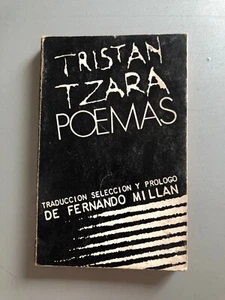 TRISTAN
TZARA
POEMAS
TRADUCCION SELECCION Y PROLOGO
DE FERNANDO MILLAN